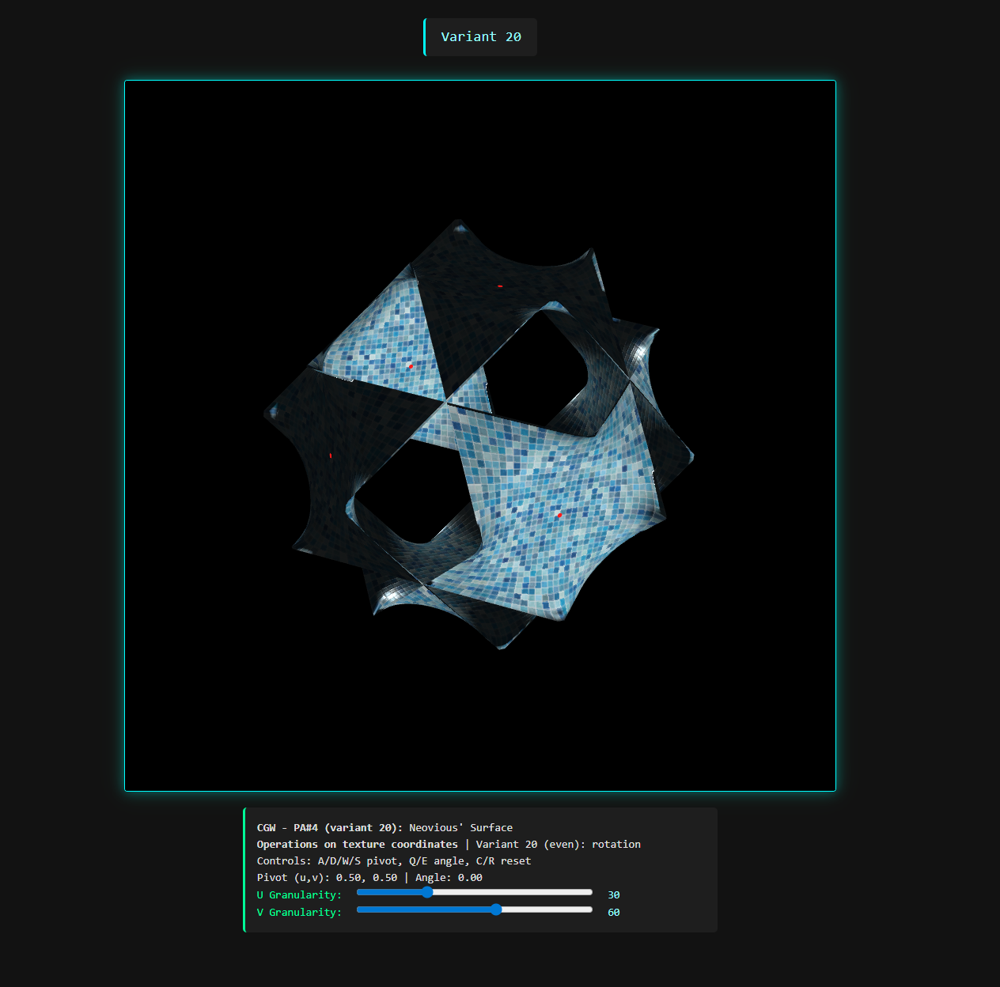 Variant 20
CGW - PA#4 (variant 20): Neovious' Surface
Operations on texture coordinates | Variant 20 (even): rotation
Controls: A/D/W/S pivot, Q/E angle, C/R reset
Pivot (u,v): 0.50, 0.50 | Angle: 0.00
U Granularity: 30
V Granularity: 60